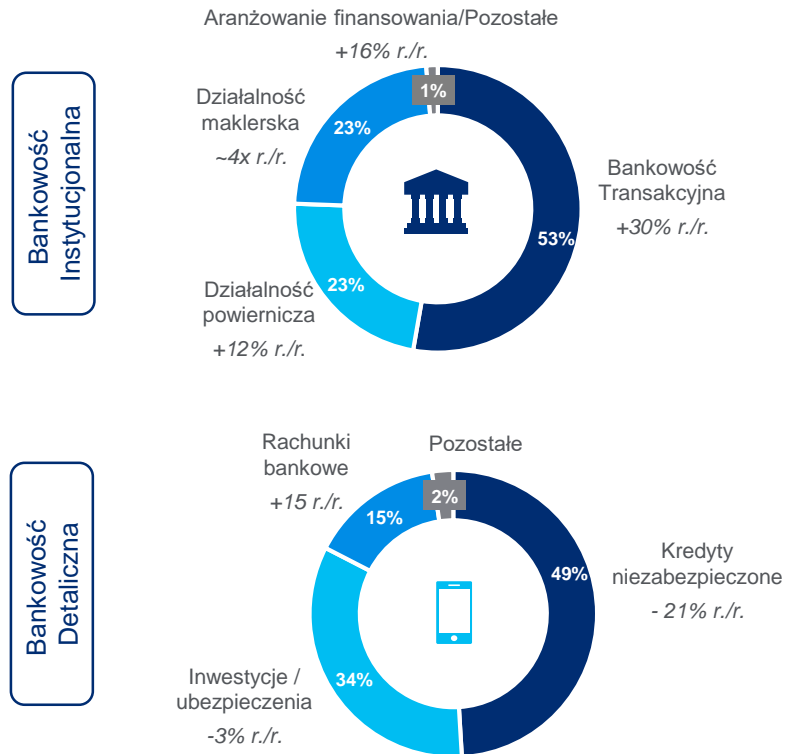 Bankowość
Instytucjonalna
Aranżowanie finansowania/Pozostałe
+16% r./r.
1%
Działalność
maklerska
~4x r./r.
23%
Bankowość
Transakcyjna
+30% r./r.
53%
Działalność
powiernicza
+12% r./r.
23%
Bankowość
Detaliczna
Rachunki
bankowe
+15 r./r.
15%
Pozostałe
2%
Kredyty
niezabezpieczone
- 21% r./r.
49%
Inwestycje /
ubezpieczenia
-3% r./r.
34%